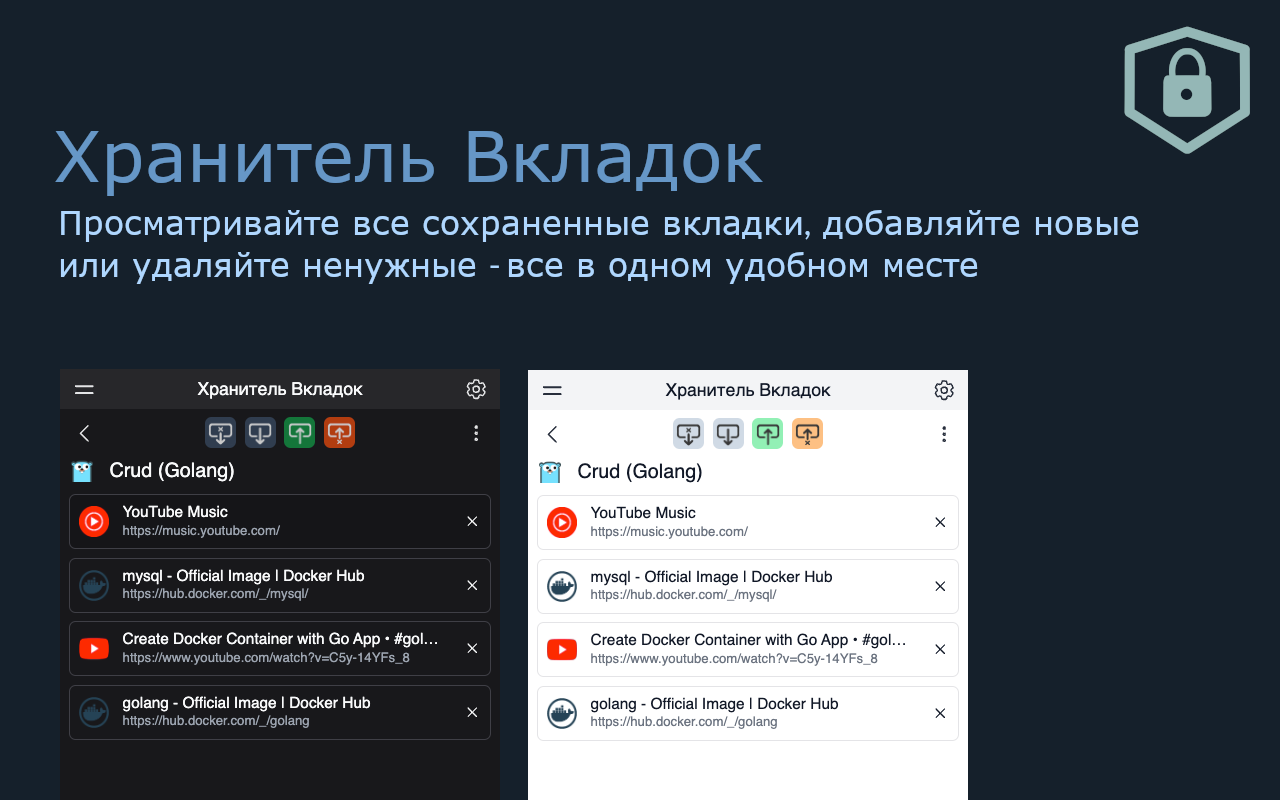 Хранитель Вкладок
Просматривайте все сохраненные вкладки, добавляйте новые
или удаляйте ненужные - все в одном удобном месте
Хранитель Вкладок
Crud (Golang)
YouTube Music
https://music.youtube.com/
mysql - Official Image | Docker Hub
https://hub.docker.com/_/mysql/
Create Docker Container with Go App • #gol...
https://www.youtube.com/watch?v=C5y-14YFs_8
golang - Official Image | Docker Hub
https://hub.docker.com/_/golang
Хранитель Вкладок
Crud (Golang)
YouTube Music
https://music.youtube.com/
mysql - Official Image | Docker Hub
https://hub.docker.com/_/mysql/
Create Docker Container with Go App • #gol...
https://www.youtube.com/watch?v=C5y-14YFs_8
golang - Official Image | Docker Hub
https://hub.docker.com/_/golang